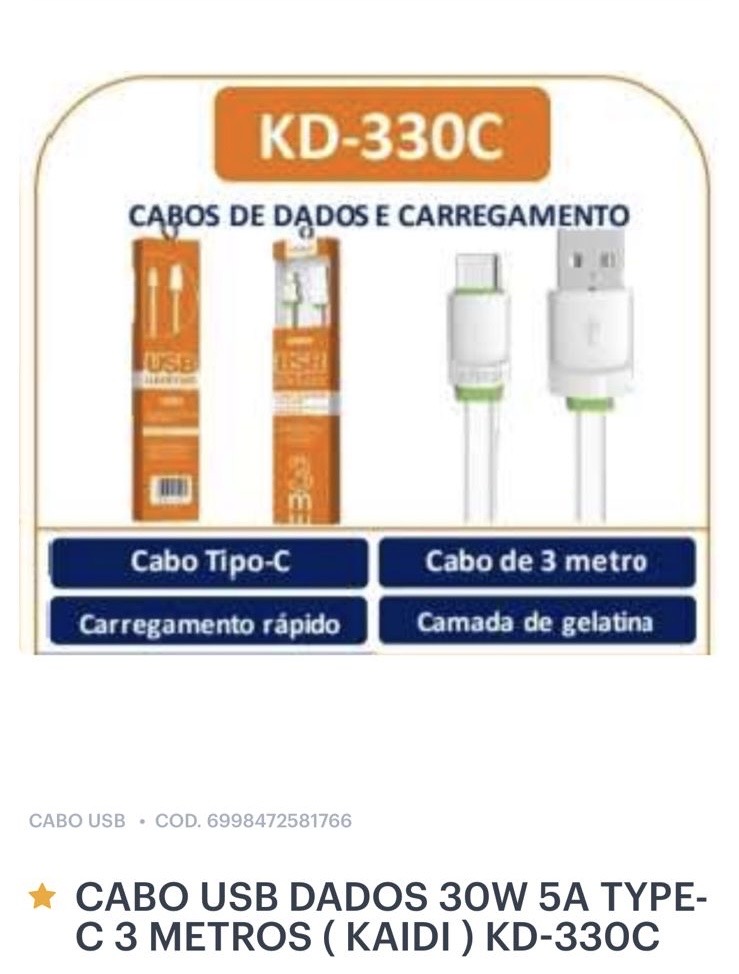 KD-330C
CABOS DE DADOS E CARREGAMENTO
USB
USB
Cabo Tipo-C
Cabo de 3 metro
Carregamento rápido
Camada de gelatina
CABO USB • COD. 6998472581766
CABO USB DADOS 30W 5A TYPE-
C 3 METROS ( KAIDI ) KD-330C